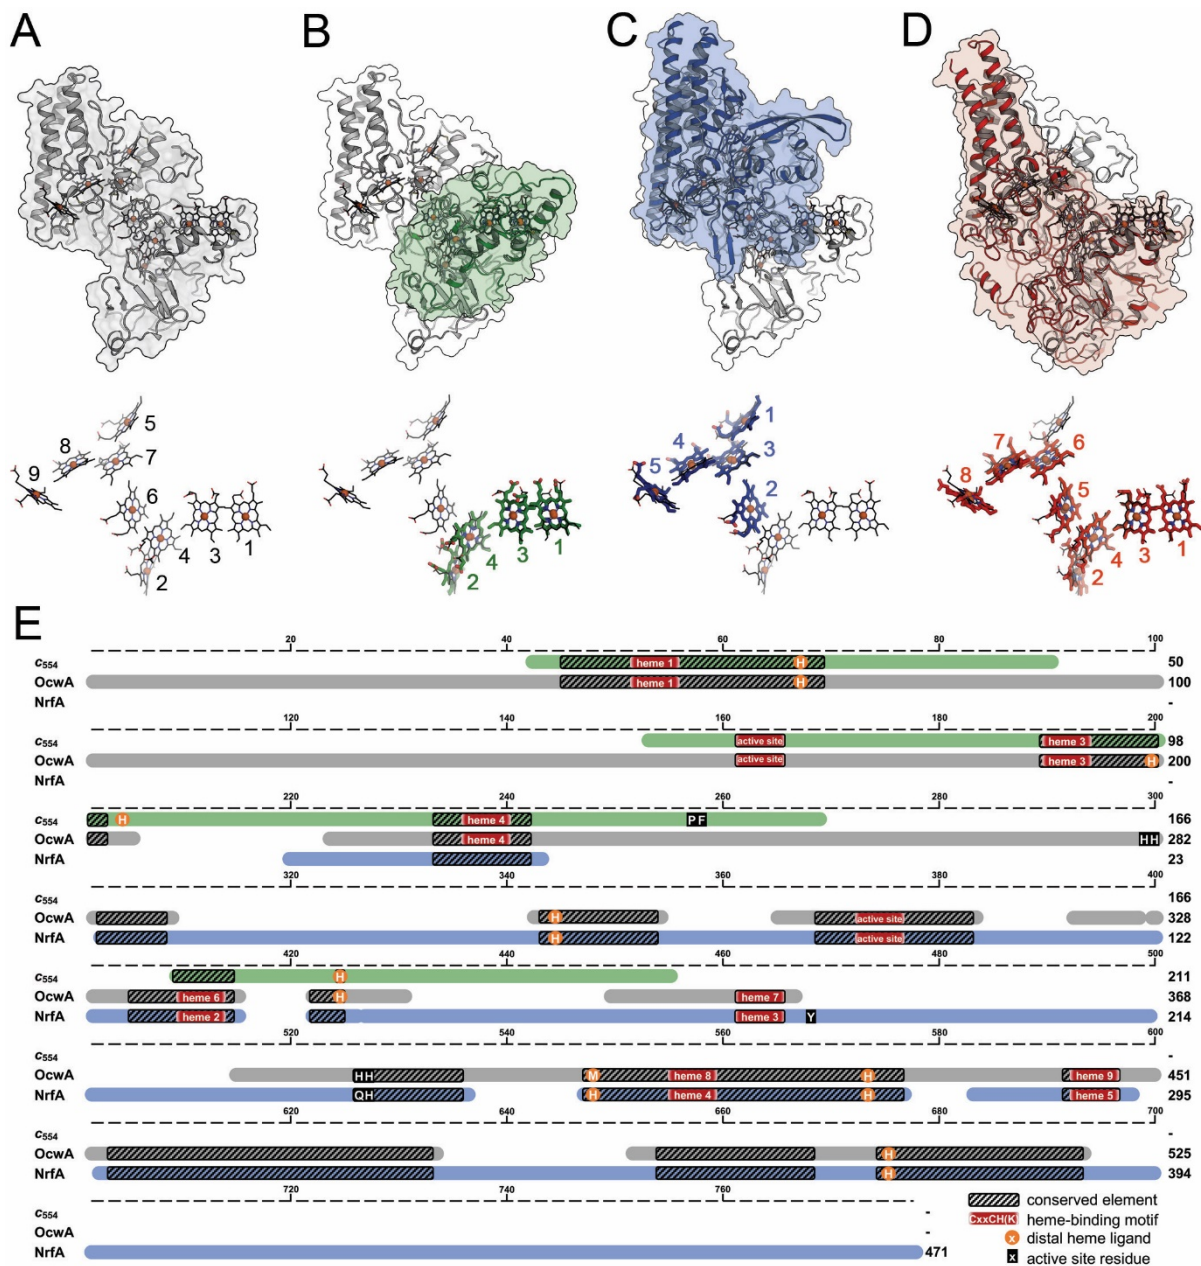 A B C D
5
8
7
9
6
4 3 1
2
4 3 1
2
1
4
3
5
2
7 6
8
5
4 3 1
2
E
20 40 60 80 100
c554 heme 1 H 50
OcwA heme 1 H 100
NrfA -
120 140 160 180 200
c554 active site heme 3 98
OcwA active site heme 3 H 200
NrfA -
220 240 260 280 300
c554 H heme 4 P F 166
OcwA heme 4 H H 282
NrfA 23
320 340 360 380 400
c554 166
OcwA H active site 328
NrfA H active site 122
420 440 460 480 500
c554 H 211
OcwA heme 6 H heme 7 368
NrfA heme 2 heme 3 Y 214
520 540 560 580 600
c554 -
OcwA H H M heme 8 H heme 9 451
NrfA Q H H heme 4 H heme 5 295
620 640 660 680 700
c554 -
OcwA H 525
NrfA H 394
720 740 760
c554 -
OcwA -
NrfA 471
conserved element
CxxCH(K heme-binding motif
x distal heme ligand
x active site residue